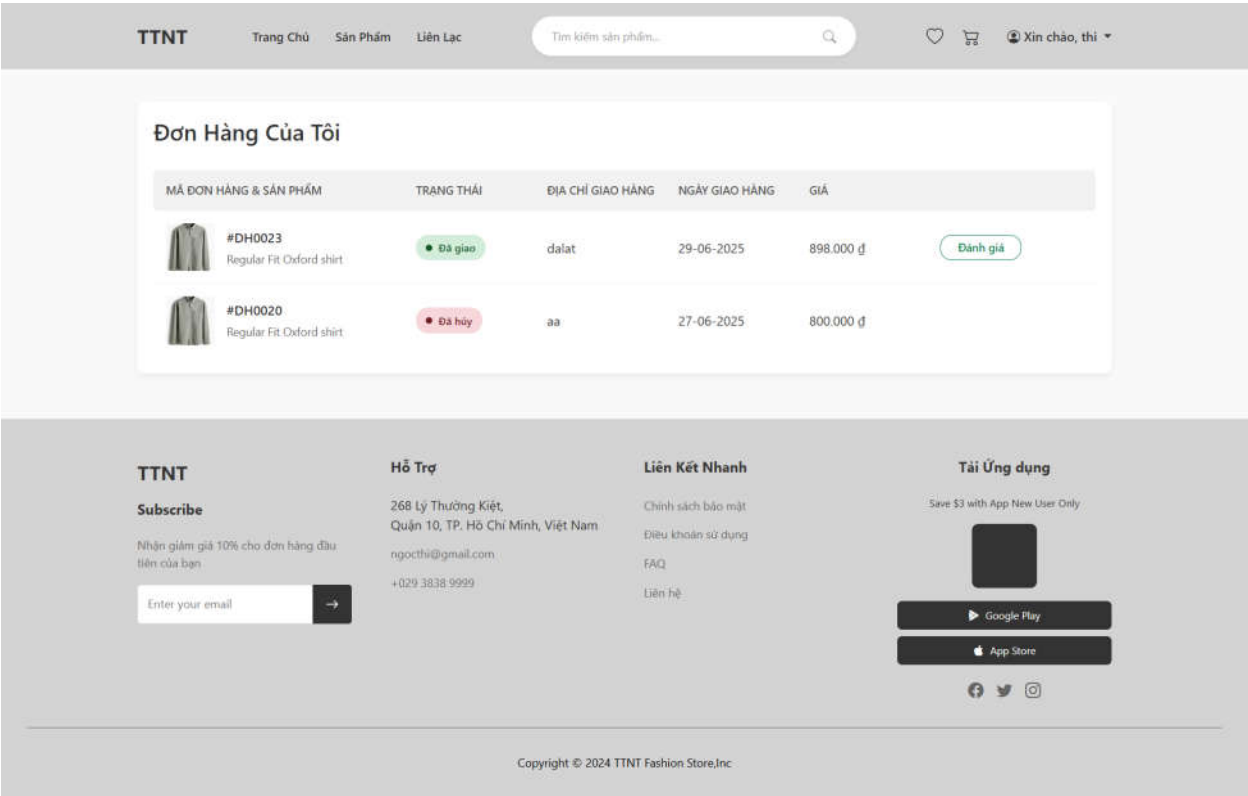 TTNT Trang Chủ Sản Phẩm Liên Lạc Tìm kiếm sản phẩm... Xin chào, thi
Đơn Hàng Của Tôi
MÃ ĐƠN HÀNG & SẢN PHẨM TRẠNG THÁI ĐỊA CHỈ GIAO HÀNG NGÀY GIAO HÀNG GIÁ
#DH0023
Regular Fit Oxford shirt
Đã giao dalat 29-06-2025 898.000 ₫ Đánh giá
#DH0020
Regular Fit Oxford shirt
Đã hủy aa 27-06-2025 800.000 ₫
TTNT
Subscribe
Nhận giảm giá 10% cho đơn hàng đầu
tiên của bạn
Enter your email
Hỗ Trợ
268 Lý Thường Kiệt,
Quận 10, TP. Hồ Chí Minh, Việt Nam
ngocthi@gmail.com
+029 3838 9999
Liên Kết Nhanh
Chính sách bảo mật
Điều khoản sử dụng
FAQ
Liên hệ
Tải Ứng dụng
Save $3 with App New User Only
Google Play
App Store
Copyright © 2024 TTNT Fashion Store,Inc